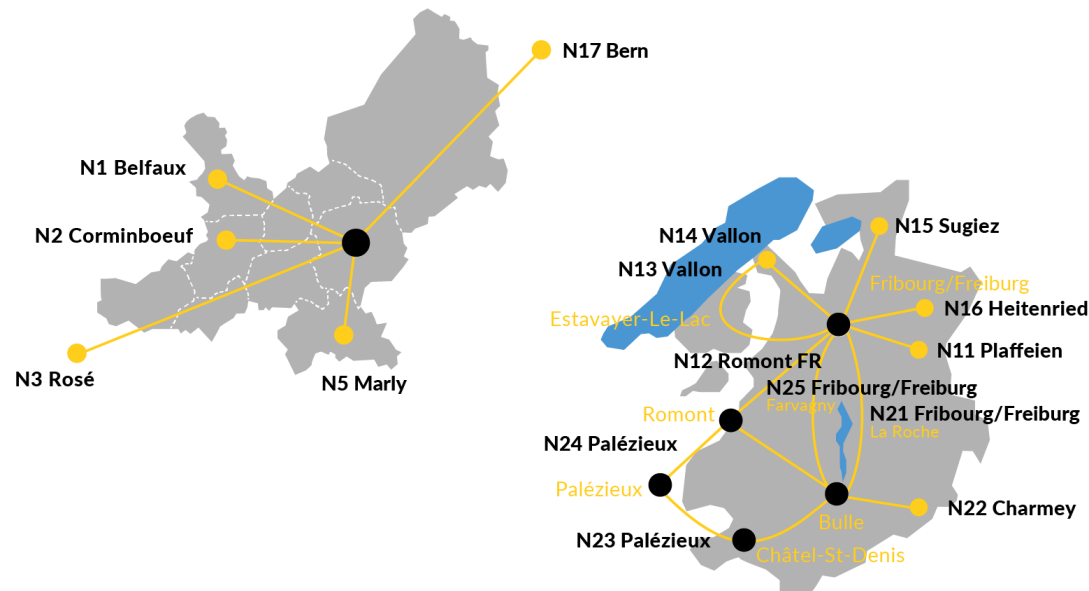 N17 Bern
N1 Belfaux
N2 Corminboeuf
N3 Rosé
N5 Marly
N14 Vallon
N15 Sugiez
N13 Vallon
Fribourg/Freiburg
N16 Heitenried
Estavayer-Le-Lac
N11 Plaffeien
N12 Romont FR
N25 Fribourg/Freiburg
Farvagny
N21 Fribourg/Freiburg
Romont
La Roche
N24 Palézieux
Palézieux
N22 Charmey
Bulle
N23 Palézieux
Châtel-St-Denis